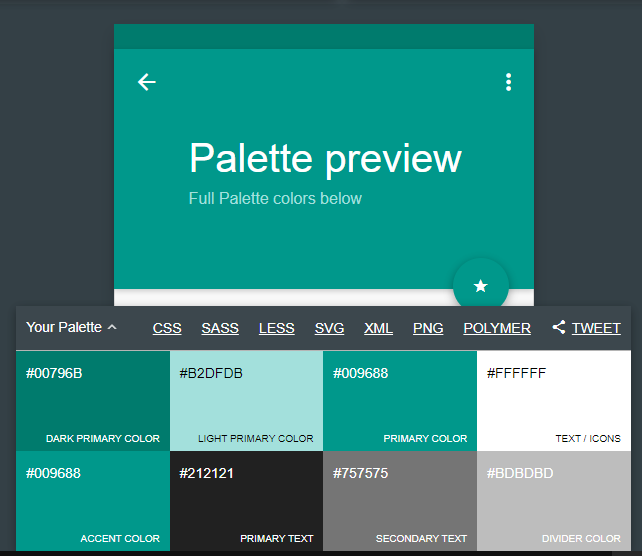 Palette preview
Full Palette colors below
Your Palette CSS SASS LESS SVG XML PNG POLYMER TWEET
#00796B #B2DFDB #009688 #FFFFFF
DARK PRIMARY COLOR LIGHT PRIMARY COLOR PRIMARY COLOR TEXT / ICONS
#009688 #212121 #757575 #BDBDBD
ACCENT COLOR PRIMARY TEXT SECONDARY TEXT DIVIDER COLOR